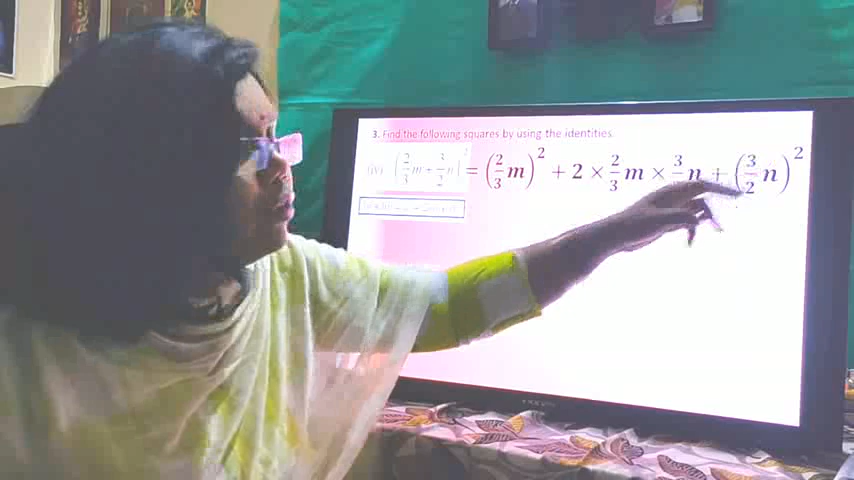 3. Find the following squares by using the identities.
(iv) (2/3 m + 3/2 n)² = (2/3 m)² + 2 × 2/3 m × 3/ n + (3/2 n)²